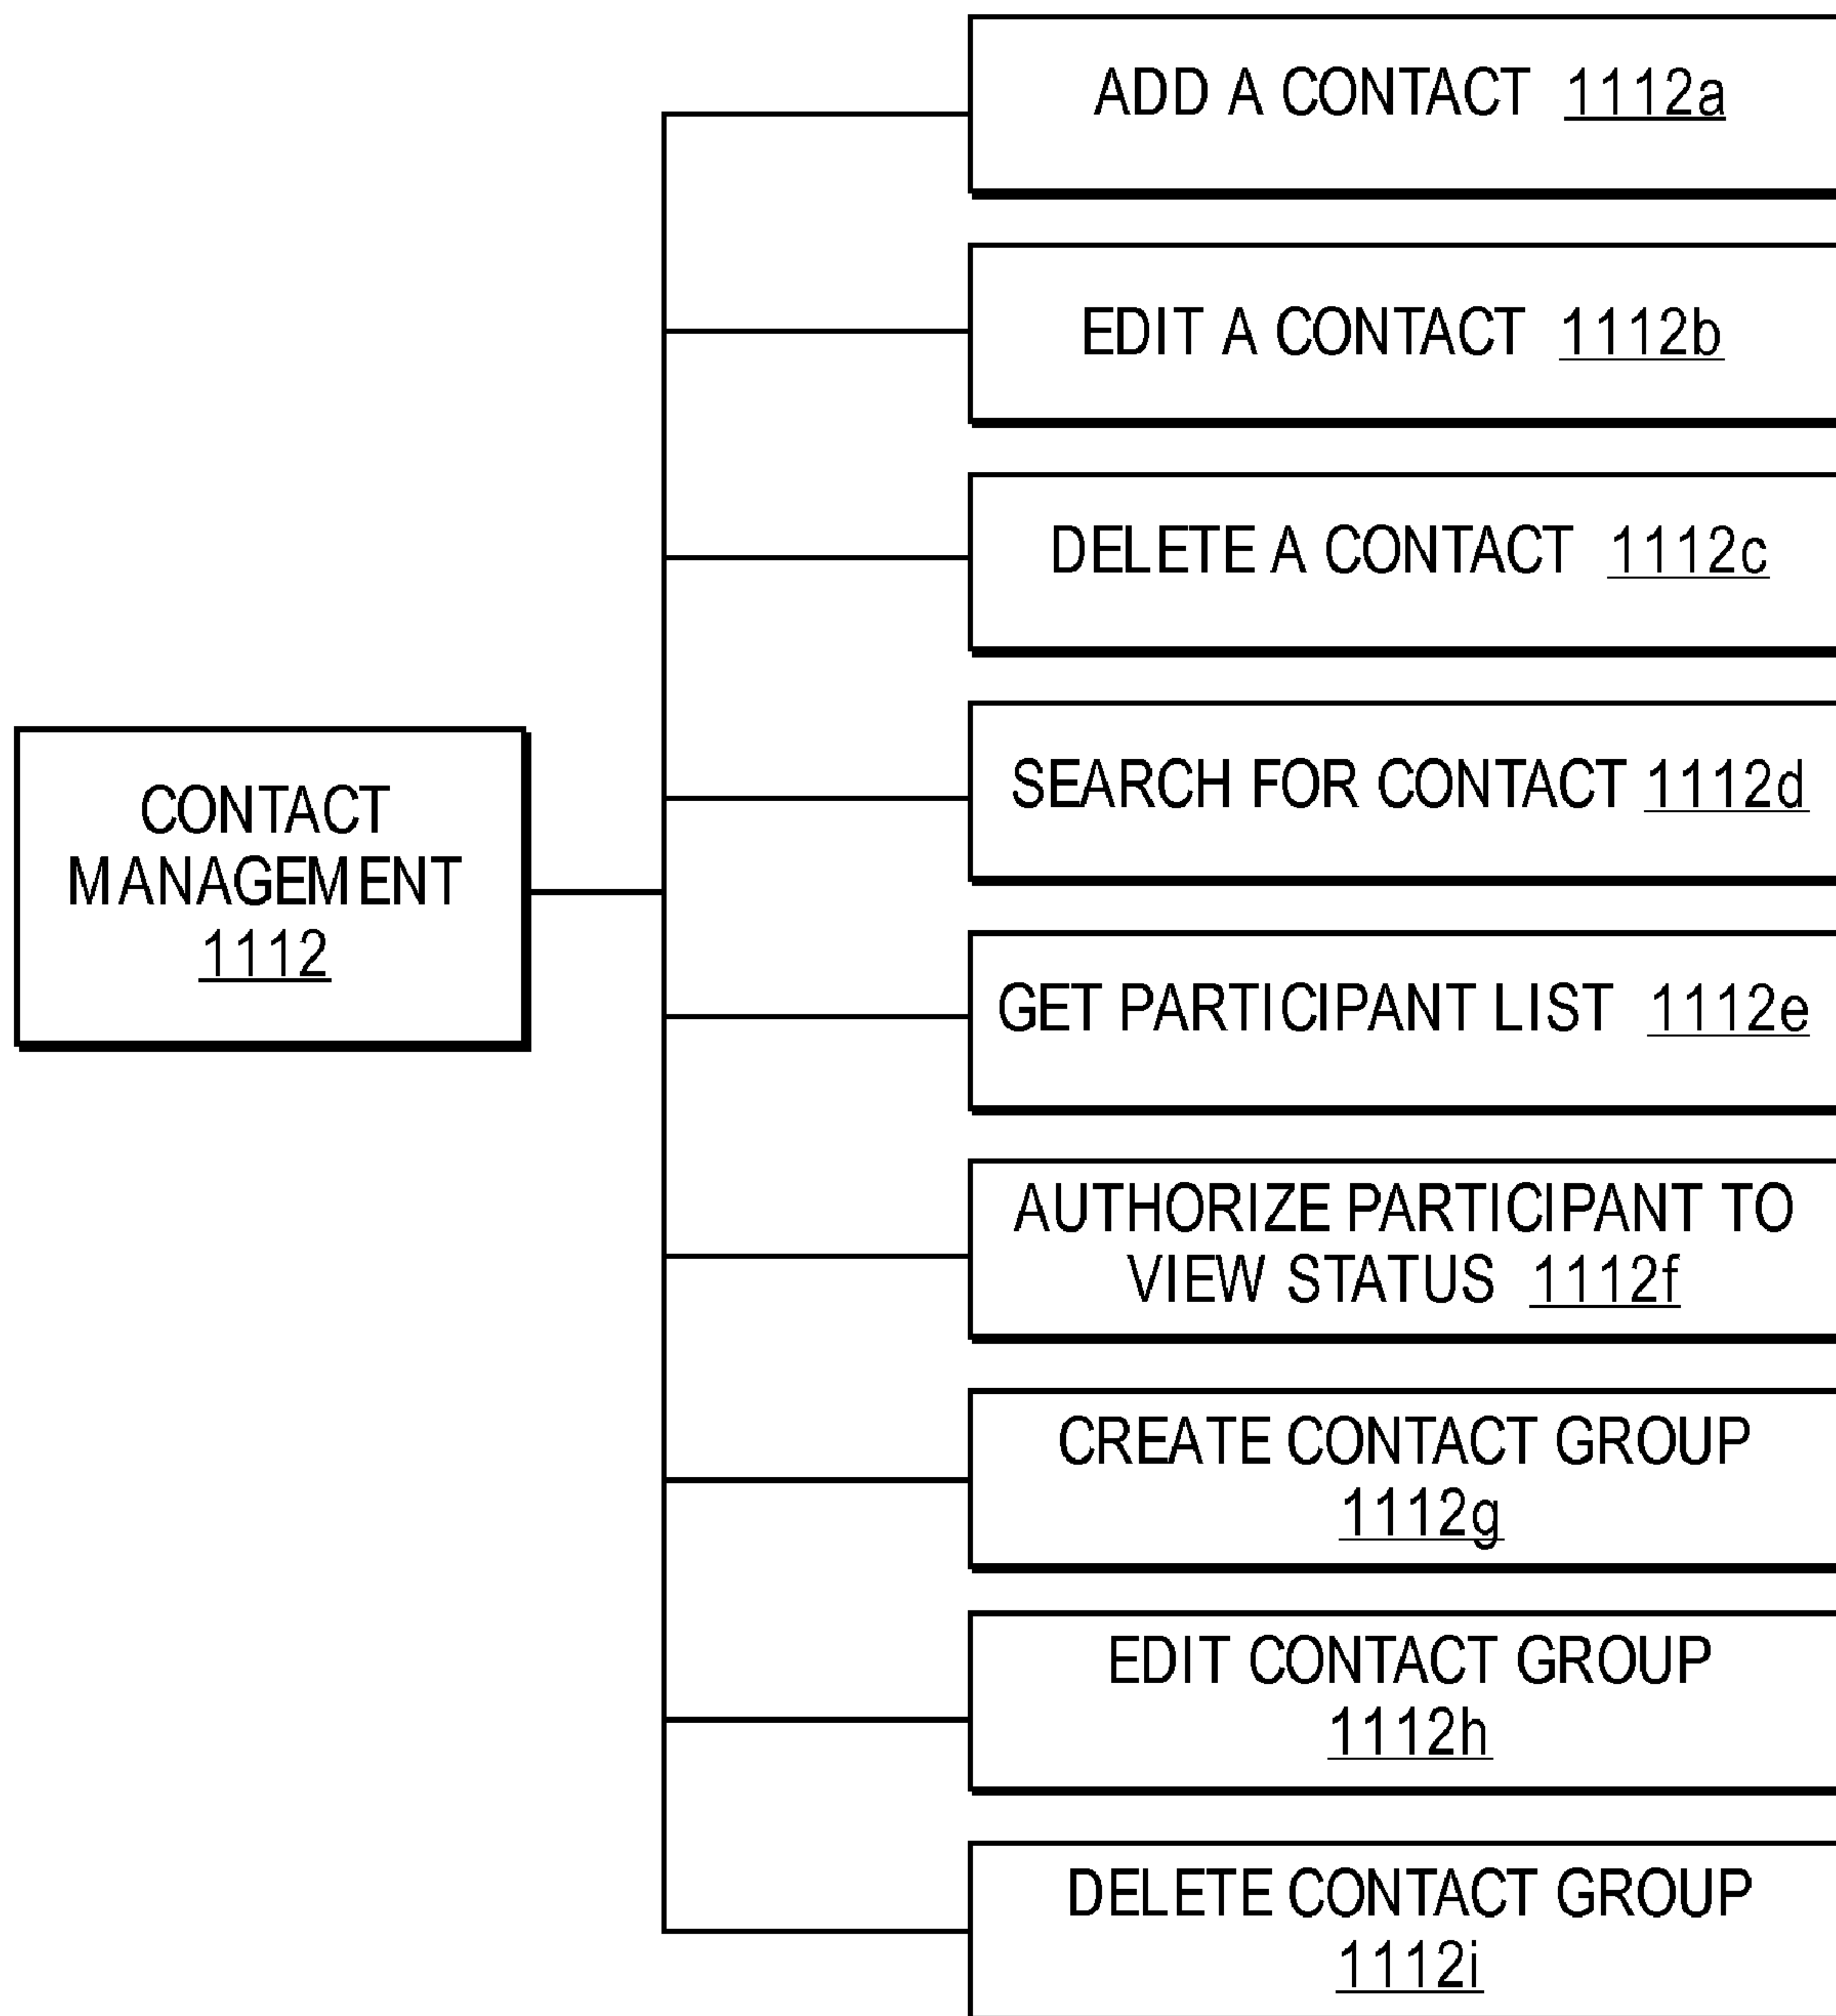 ADD A CONTACT 1112a
EDIT A CONTACT 1112b
DELETE A CONTACT 1112c
SEARCH FOR CONTACT 1112d
CONTACT
MANAGEMENT
1112
GET PARTICIPANT LIST 1112e
AUTHORIZE PARTICIPANT TO
VIEW STATUS 1112f
CREATE CONTACT GROUP
1112g
EDIT CONTACT GROUP
1112h
DELETE CONTACT GROUP
1112i